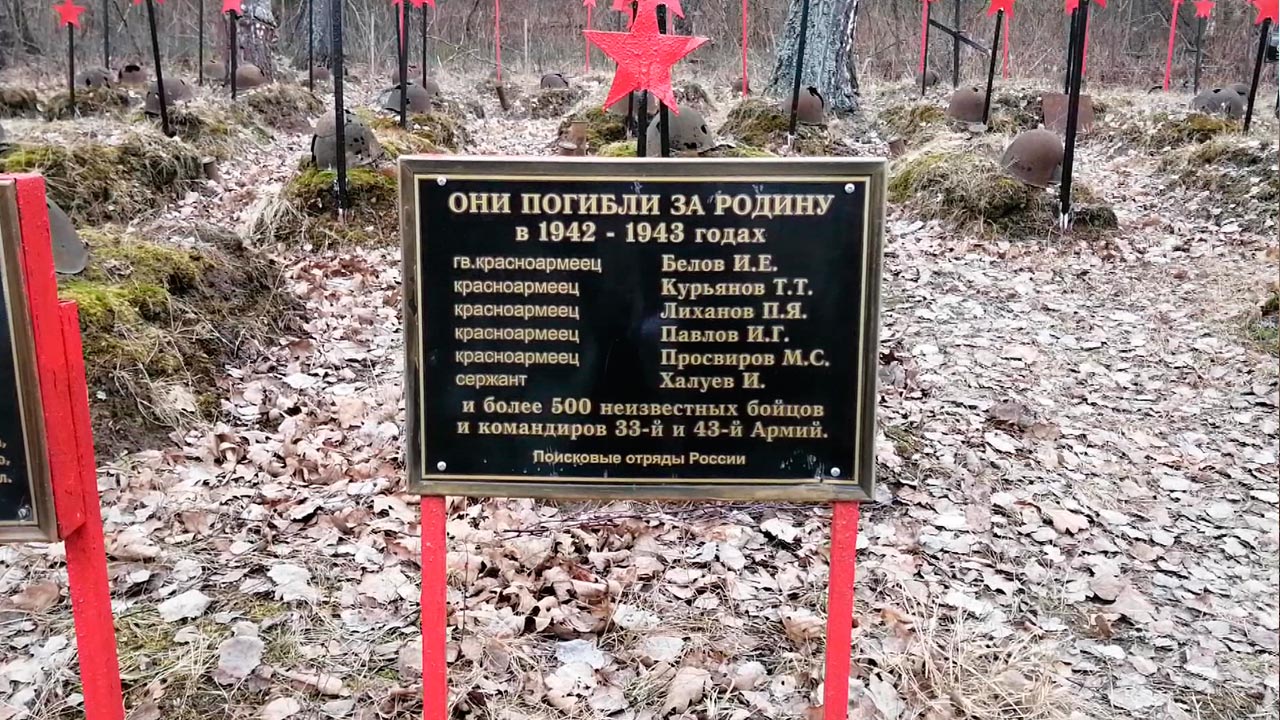 ОНИ ПОГИБЛИ ЗА РОДИНУ
в 1942 - 1943 годах
гв.красноармеец Белов И.Е.
красноармеец Курьянов Т.Т.
красноармеец Лиханов П.Я.
красноармеец Павлов И.Г.
красноармеец Просвиров М.С.
сержант Халуев И.
и более 500 неизвестных бойцов
и командиров 33-й и 43-й Армий.
Поисковые отряды России